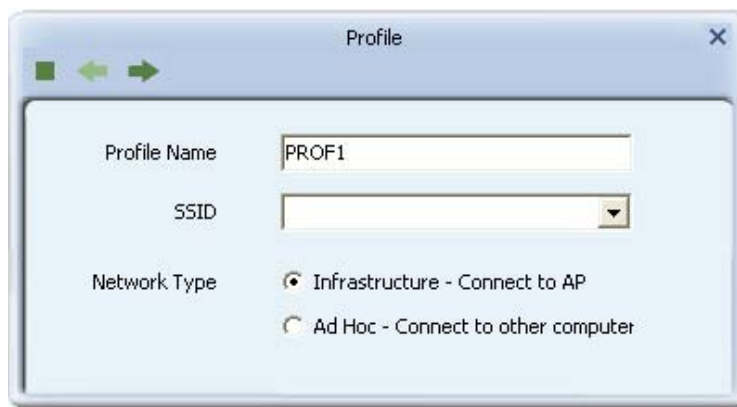 Profile
Profile Name PROF1
SSID
Network Type Infrastructure - Connect to AP
Ad Hoc - Connect to other computer